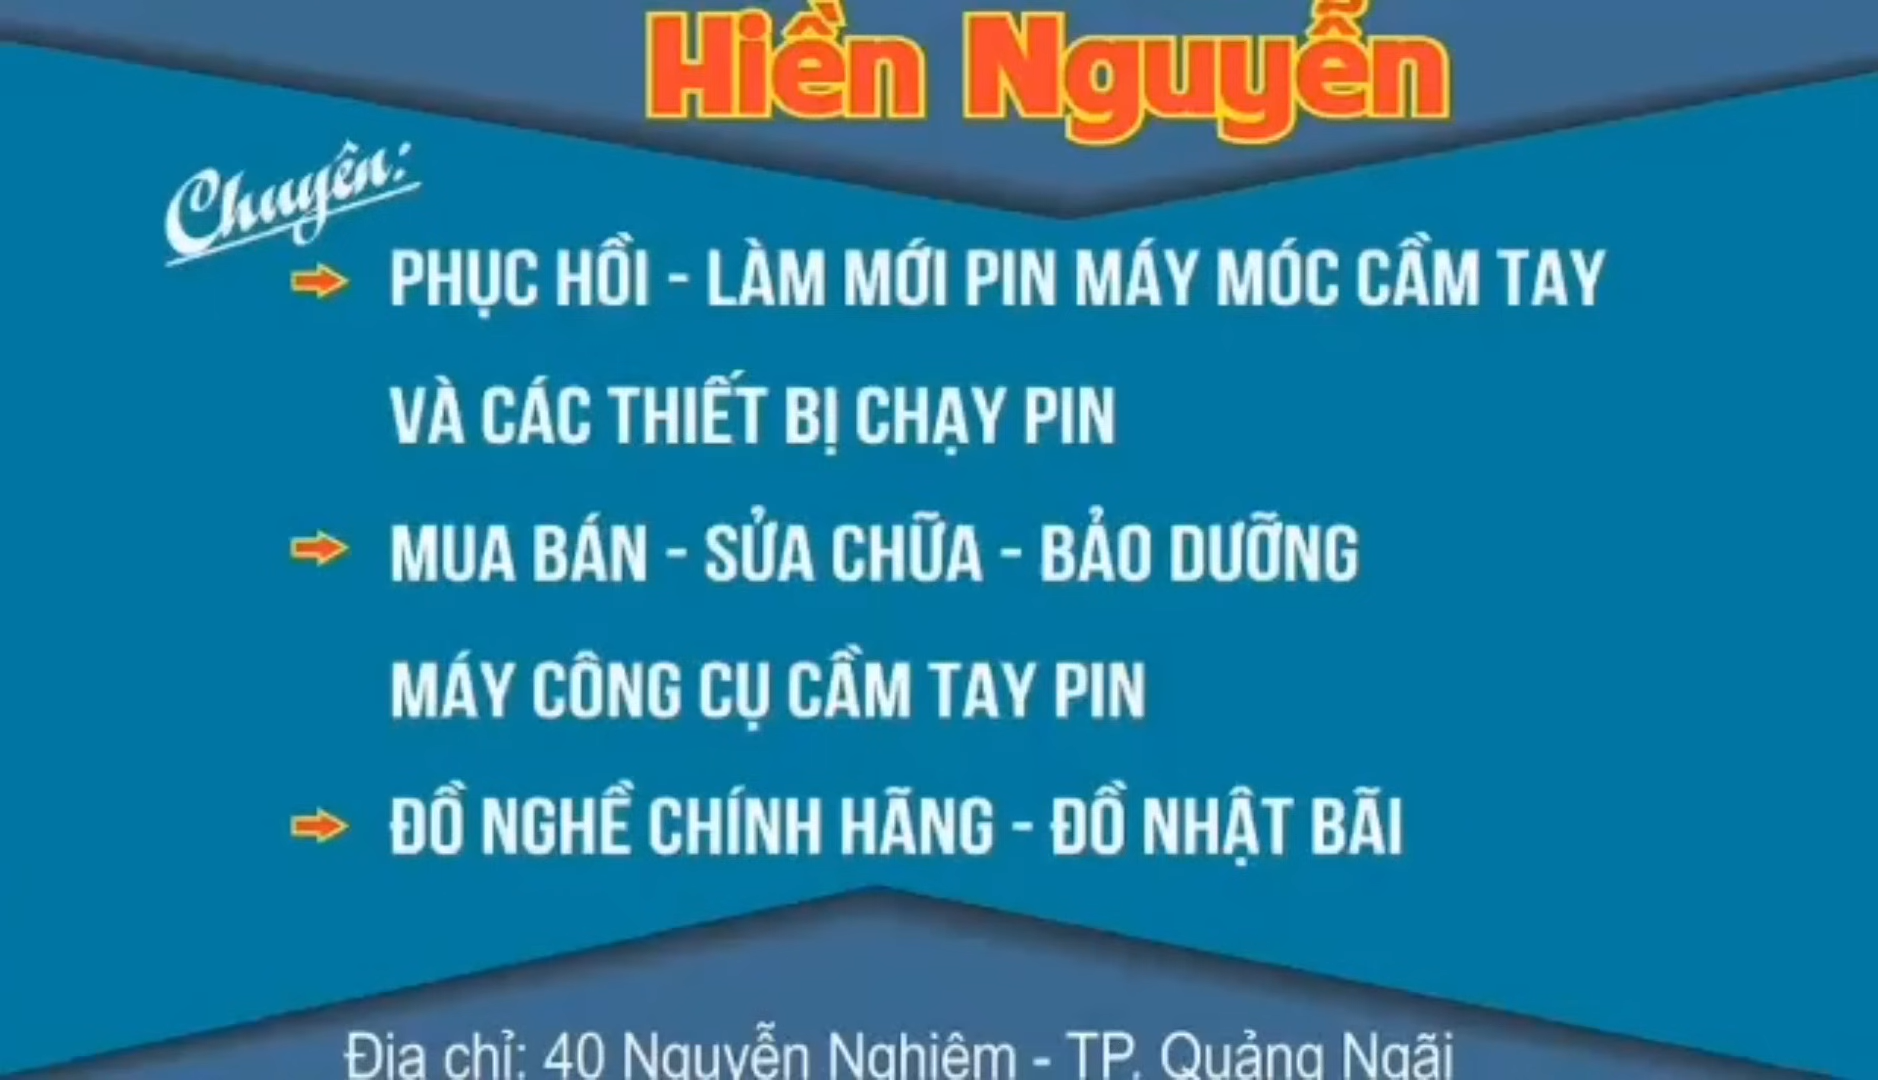 Hiền Nguyễn
Chuyên:
PHỤC HỒI - LÀM MỚI PIN MÁY MÓC CẦM TAY
VÀ CÁC THIẾT BỊ CHẠY PIN
MUA BÁN - SỬA CHỮA - BẢO DƯỠNG
MÁY CÔNG CỤ CẦM TAY PIN
ĐỒ NGHỀ CHÍNH HÃNG - ĐỒ NHẬT BÃI
Địa chỉ: 40 Nguyễn Nghiêm - TP. Quảng Ngãi